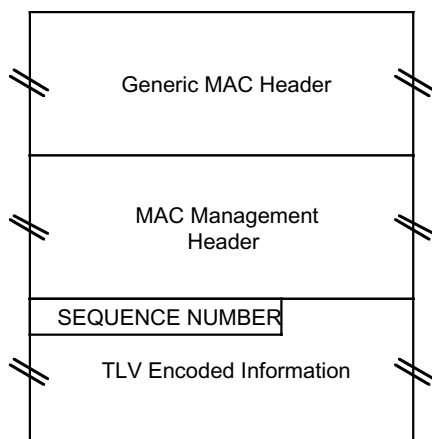 Generic MAC Header
MAC Management
Header
SEQUENCE NUMBER
TLV Encoded Information